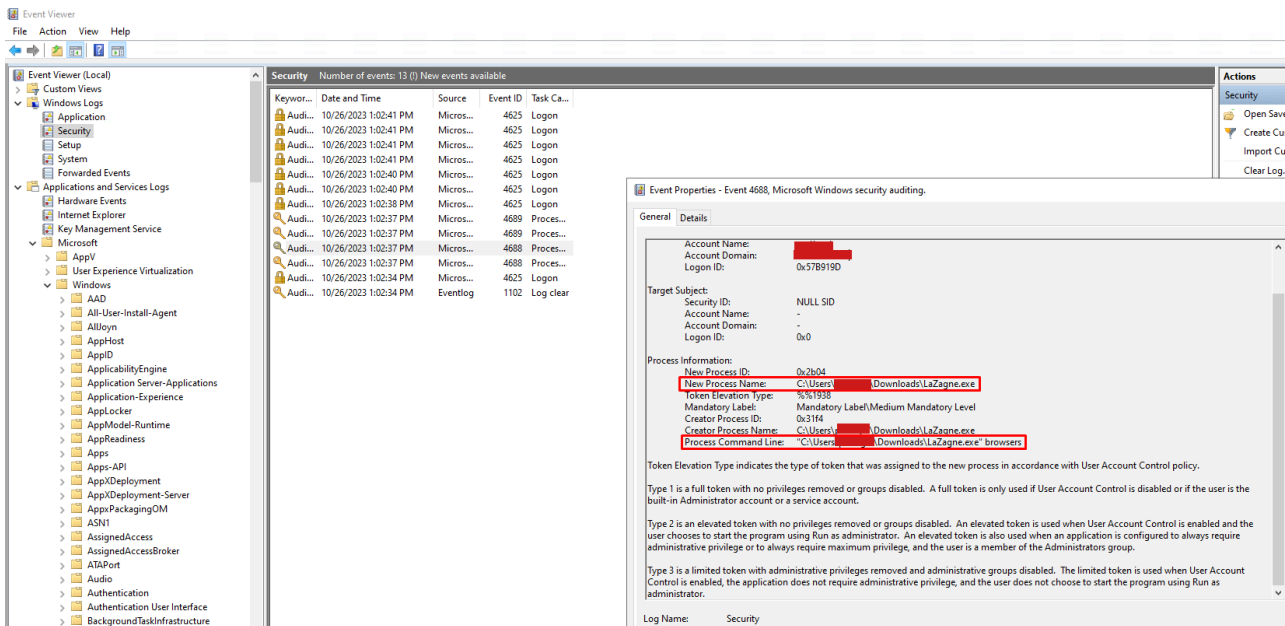 Event Viewer
File Action View Help
Event Viewer (Local)
Custom Views
Windows Logs
Application
Security
Setup
System
Forwarded Events
Applications and Services Logs
Hardware Events
Internet Explorer
Key Management Service
Microsoft
AppV
User Experience Virtualization
Windows
AAD
All-User-Install-Agent
AllJoyn
AppHost
AppID
ApplicabilityEngine
Application Server-Applications
Application-Experience
AppLocker
AppModel-Runtime
AppReadiness
Apps
Apps-API
AppXDeployment
AppXDeployment-Server
AppxPackagingOM
ASN1
AssignedAccess
AssignedAccessBroker
ATAPort
Audio
Authentication
Authentication User Interface
BackgroundTaskInfrastructure
Security Number of events: 13 (!) New events available
Keywor... Date and Time Source Event ID Task Ca...
Audi... 10/26/2023 1:02:41 PM Micros... 4625 Logon
Audi... 10/26/2023 1:02:41 PM Micros... 4625 Logon
Audi... 10/26/2023 1:02:41 PM Micros... 4625 Logon
Audi... 10/26/2023 1:02:41 PM Micros... 4625 Logon
Audi... 10/26/2023 1:02:40 PM Micros... 4625 Logon
Audi... 10/26/2023 1:02:40 PM Micros... 4625 Logon
Audi... 10/26/2023 1:02:38 PM Micros... 4625 Logon
Audi... 10/26/2023 1:02:37 PM Micros... 4689 Proces...
Audi... 10/26/2023 1:02:37 PM Micros... 4689 Proces...
Audi... 10/26/2023 1:02:37 PM Micros... 4688 Proces...
Audi... 10/26/2023 1:02:37 PM Micros... 4688 Proces...
Audi... 10/26/2023 1:02:34 PM Micros... 4625 Logon
Audi... 10/26/2023 1:02:34 PM Eventlog 1102 Log clear
Actions
Security
Open Save
Create Cu
Import Cu
Clear Log.
Event Properties - Event 4688, Microsoft Windows security auditing.
General Details
Account Name:
Account Domain:
Logon ID: 0x57B919D
Target Subject:
Security ID: NULL SID
Account Name: -
Account Domain: -
Logon ID: 0x0
Process Information:
New Process ID: 0x2b04
New Process Name: C:\Users\ \Downloads\LaZagne.exe
Token Elevation Type: %%1938
Mandatory Label: Mandatory Label\Medium Mandatory Level
Creator Process ID: 0x31f4
Creator Process Name: C:\Users\ \Downloads\LaZagne.exe
Process Command Line: "C:\Users \Downloads\LaZagne.exe" browsers
Token Elevation Type indicates the type of token that was assigned to the new process in accordance with User Account Control policy.
Type 1 is a full token with no privileges removed or groups disabled. A full token is only used if User Account Control is disabled or if the user is the
built-in Administrator account or a service account.
Type 2 is an elevated token with no privileges removed or groups disabled. An elevated token is used when User Account Control is enabled and the
user chooses to start the program using Run as administrator. An elevated token is also used when an application is configured to always require
administrative privilege or to always require maximum privilege, and the user is a member of the Administrators group.
Type 3 is a limited token with administrative privileges removed and administrative groups disabled. The limited token is used when User Account
Control is enabled, the application does not require administrative privilege, and the user does not choose to start the program using Run as
administrator.
Log Name: Security